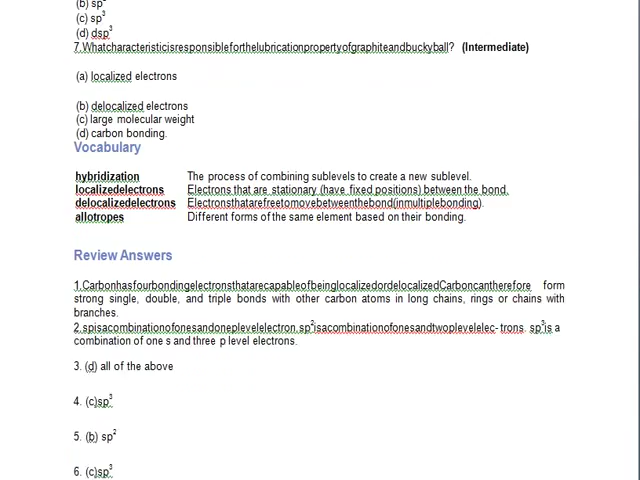 (b) sp2
(c) sp3
(d) dsp3
7.Whatcharacteristicisresponsibleforthelubricationpropertyofgraphiteandbuckyball? (Intermediate)
(a) localized electrons
(b) delocalized electrons
(c) large molecular weight
(d) carbon bonding.
Vocabulary
hybridization The process of combining sublevels to create a new sublevel.
localizedelectrons Electrons that are stationary (have fixed positions) between the bond.
delocalizedelectrons Electronsthatarefreetomovebetweenthebond(inmultiplebonding).
allotropes Different forms of the same element based on their bonding.
Review Answers
1.CarbonhasfourbondingelectronsthatarecapableofbeinglocalizedordelocalizedCarboncantherefore form
strong single, double, and triple bonds with other carbon atoms in long chains, rings or chains with
branches.
2.spisacombinationofonesandoneplevelelectron.sp2isacombinationofonesandtwoplevelelec- trons. sp3is a
combination of one s and three p level electrons.
3. (d) all of the above
4. (c)sp3
5. (b) sp2
6. (c)sp3